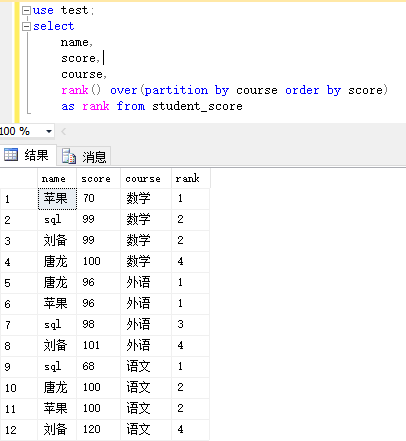 use test;
select
name,
score,
course,
rank() over(partition by course order by score)
as rank from student_score
100 %
结果 消息
name score course rank
1 苹果 70 数学 1
2 sql 99 数学 2
3 刘备 99 数学 2
4 唐龙 100 数学 4
5 唐龙 96 外语 1
6 苹果 96 外语 1
7 sql 98 外语 3
8 刘备 101 外语 4
9 sql 68 语文 1
10 唐龙 100 语文 2
11 苹果 100 语文 2
12 刘备 120 语文 4